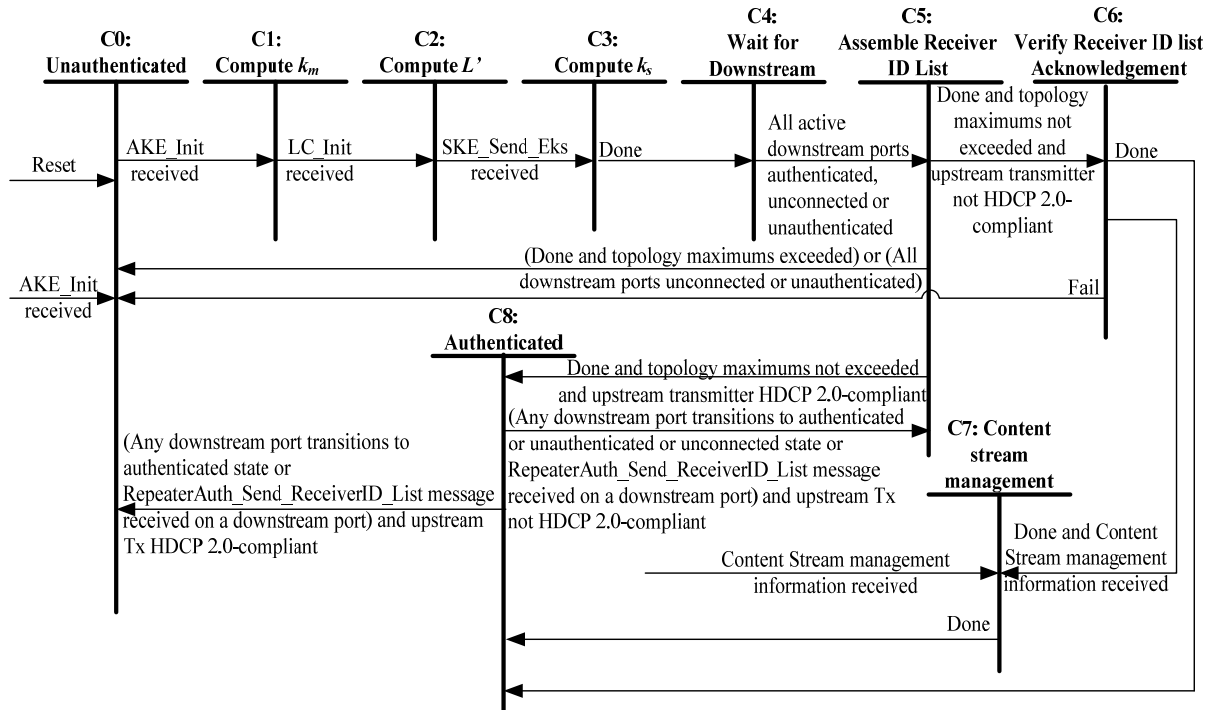 C0:
Unauthenticated
C1:
Compute km
C2:
Compute L'
C3:
Compute ks
C4:
Wait for
Downstream
C5:
Assemble Receiver
ID List
C6:
Verify Receiver ID list
Acknowledgement
Reset
AKE_Init
received
LC_Init
received
SKE_Send_Eks
received
Done
All active
downstream ports
authenticated,
unconnected or
unauthenticated
Done and topology
maximums not
exceeded and
upstream transmitter
not HDCP 2.0-
compliant
Done
(Done and topology maximums exceeded) or (All
downstream ports unconnected or unauthenticated)
AKE_Init
received
Fail
C8:
Authenticated
Done and topology maximums not exceeded
and upstream transmitter HDCP 2.0-compliant
(Any downstream port transitions to authenticated
or unauthenticated or unconnected state or
RepeaterAuth_Send_ReceiverID_List message
received on a downstream port) and upstream Tx
not HDCP 2.0-compliant
(Any downstream port transitions to
authenticated state or
RepeaterAuth_Send_ReceiverID_List message
received on a downstream port) and upstream
Tx HDCP 2.0-compliant
C7: Content
stream
management
Content Stream management
information received
Done and Content
Stream management
information received
Done